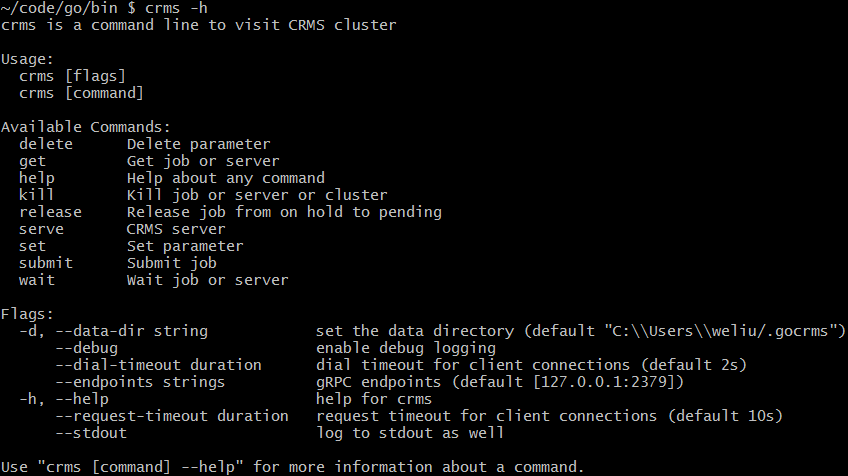 ~/code/go/bin $ crms -h
crms is a command line to visit CRMS cluster

Usage:
  crms [flags]
  crms [command]

Available Commands:
  delete      Delete parameter
  get         Get job or server
  help        Help about any command
  kill        Kill job or server or cluster
  release     Release job from on hold to pending
  serve       CRMS server
  set         Set parameter
  submit      Submit job
  wait        Wait job or server

Flags:
  -d, --data-dir string            set the data directory (default "C:\\Users\\weliu/.gocrms")
      --debug                      enable debug logging
      --dial-timeout duration      dial timeout for client connections (default 2s)
      --endpoints strings          gRPC endpoints (default [127.0.0.1:2379])
  -h, --help                       help for crms
      --request-timeout duration   request timeout for client connections (default 10s)
      --stdout                     log to stdout as well

Use "crms [command] --help" for more information about a command.